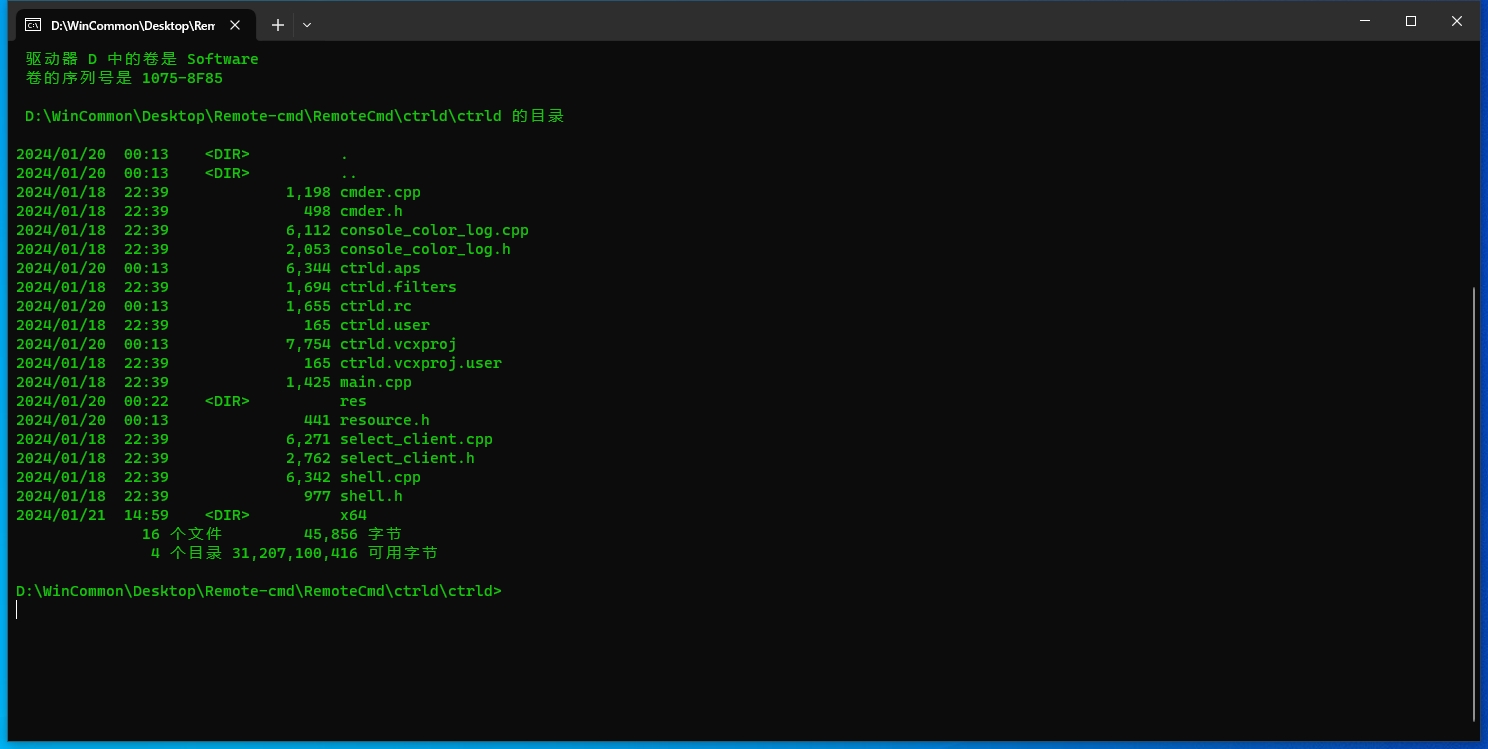 D:\WinCommon\Desktop\Rem
驱动器 D 中的卷是 Software
卷的序列号是 1075-8F85
D:\WinCommon\Desktop\Remote-cmd\RemoteCmd\ctrld\ctrld 的目录
2024/01/20  00:13    <DIR>          .
2024/01/20  00:13    <DIR>          ..
2024/01/18  22:39             1,198 cmder.cpp
2024/01/18  22:39               498 cmder.h
2024/01/18  22:39             6,112 console_color_log.cpp
2024/01/18  22:39             2,053 console_color_log.h
2024/01/20  00:13             6,344 ctrld.aps
2024/01/18  22:39             1,694 ctrld.filters
2024/01/20  00:13             1,655 ctrld.rc
2024/01/18  22:39               165 ctrld.user
2024/01/20  00:13             7,754 ctrld.vcxproj
2024/01/18  22:39               165 ctrld.vcxproj.user
2024/01/18  22:39             1,425 main.cpp
2024/01/20  00:22    <DIR>          res
2024/01/20  00:13               441 resource.h
2024/01/18  22:39             6,271 select_client.cpp
2024/01/18  22:39             2,762 select_client.h
2024/01/18  22:39             6,342 shell.cpp
2024/01/18  22:39               977 shell.h
2024/01/21  14:59    <DIR>          x64
16 个文件         45,856 字节
4 个目录 31,207,100,416 可用字节
D:\WinCommon\Desktop\Remote-cmd\RemoteCmd\ctrld\ctrld>